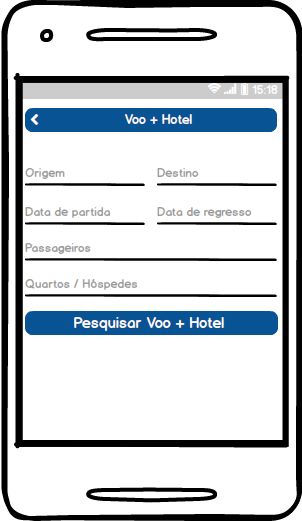 15:18
Voo + Hotel
Origem Destino
Data de partida Data de regresso
Passageiros
Quartos / Hóspedes
Pesquisar Voo + Hotel